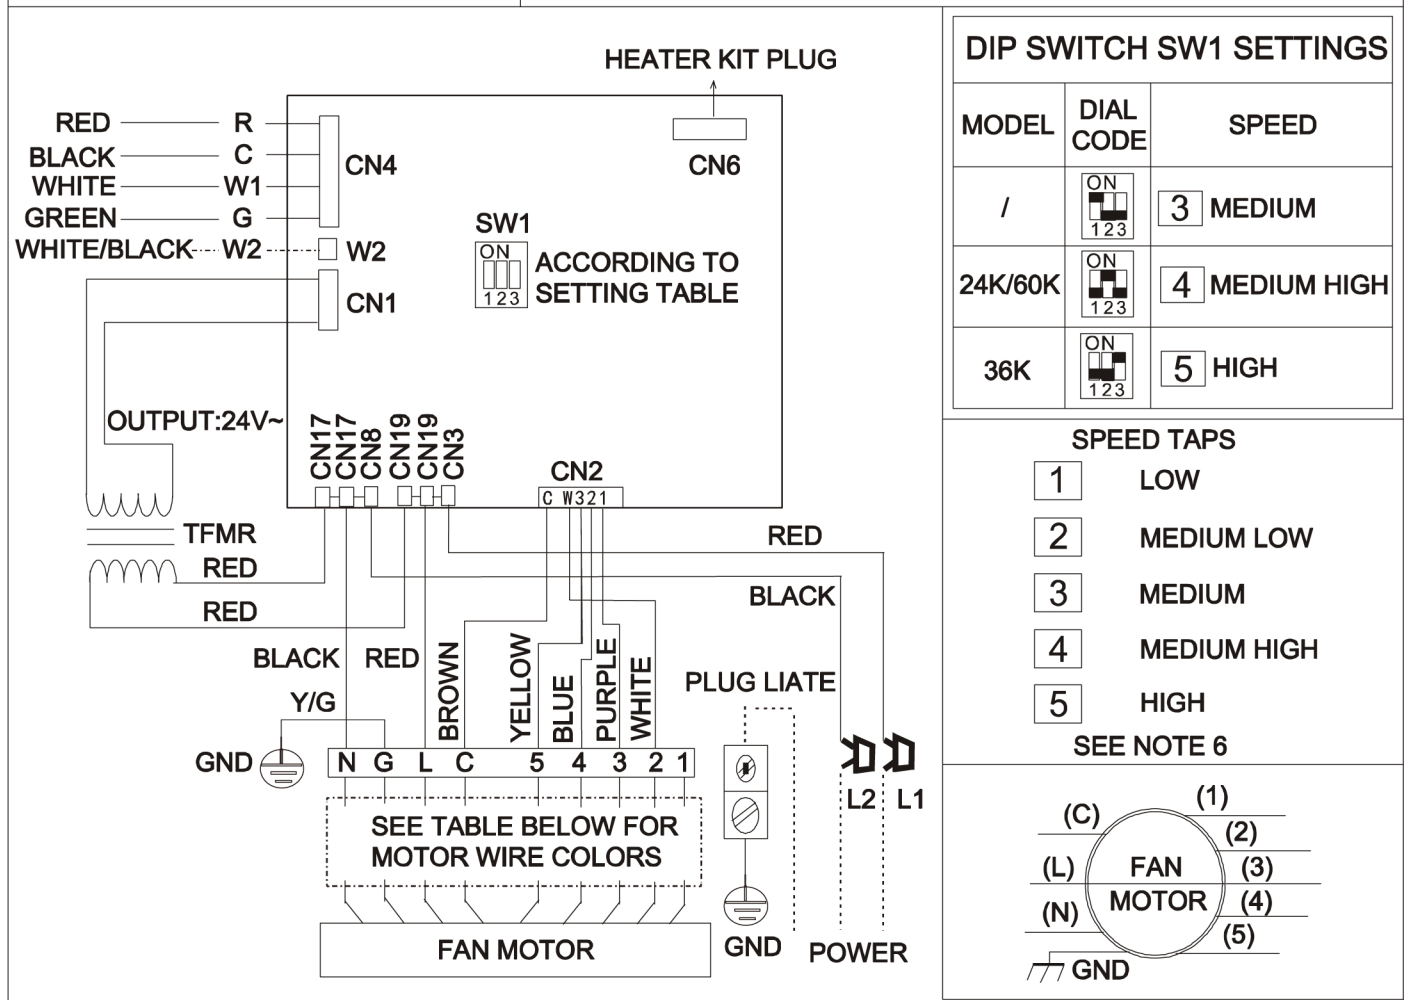 HEATER KIT PLUG
RED R
BLACK C
WHITE W1
GREEN G
WHITE/BLACK W2
CN4
W2
CN1
CN6
SW1
ON
123
ACCORDING TO
SETTING TABLE
OUTPUT:24V~
CN17
CN17
CN8
CN19
CN19
CN3
CN2
C W321
TFMR
RED
RED
RED
BLACK
BLACK
RED
BROWN
YELLOW
BLUE
PURPLE
WHITE
Y/G
GND
N G L C 5 4 3 2 1
SEE TABLE BELOW FOR
MOTOR WIRE COLORS
FAN MOTOR
PLUG LIATE
GND
L2
L1
POWER
DIP SWITCH SW1 SETTINGS
MODEL
DIAL
CODE
SPEED
/
ON
123
3 MEDIUM
24K/60K
ON
123
4 MEDIUM HIGH
36K
ON
123
5 HIGH
SPEED TAPS
1 LOW
2 MEDIUM LOW
3 MEDIUM
4 MEDIUM HIGH
5 HIGH
SEE NOTE 6
(C)
(L)
(N)
GND
FAN
MOTOR
(1)
(2)
(3)
(4)
(5)